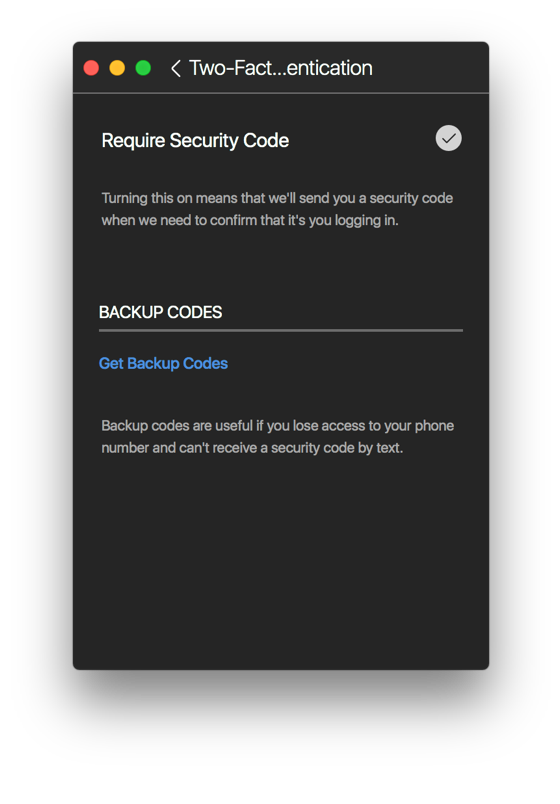 Two-Fact...entication
Require Security Code
Turning this on means that we'll send you a security code
when we need to confirm that it's you logging in.
BACKUP CODES
Get Backup Codes
Backup codes are useful if you lose access to your phone
number and can't receive a security code by text.